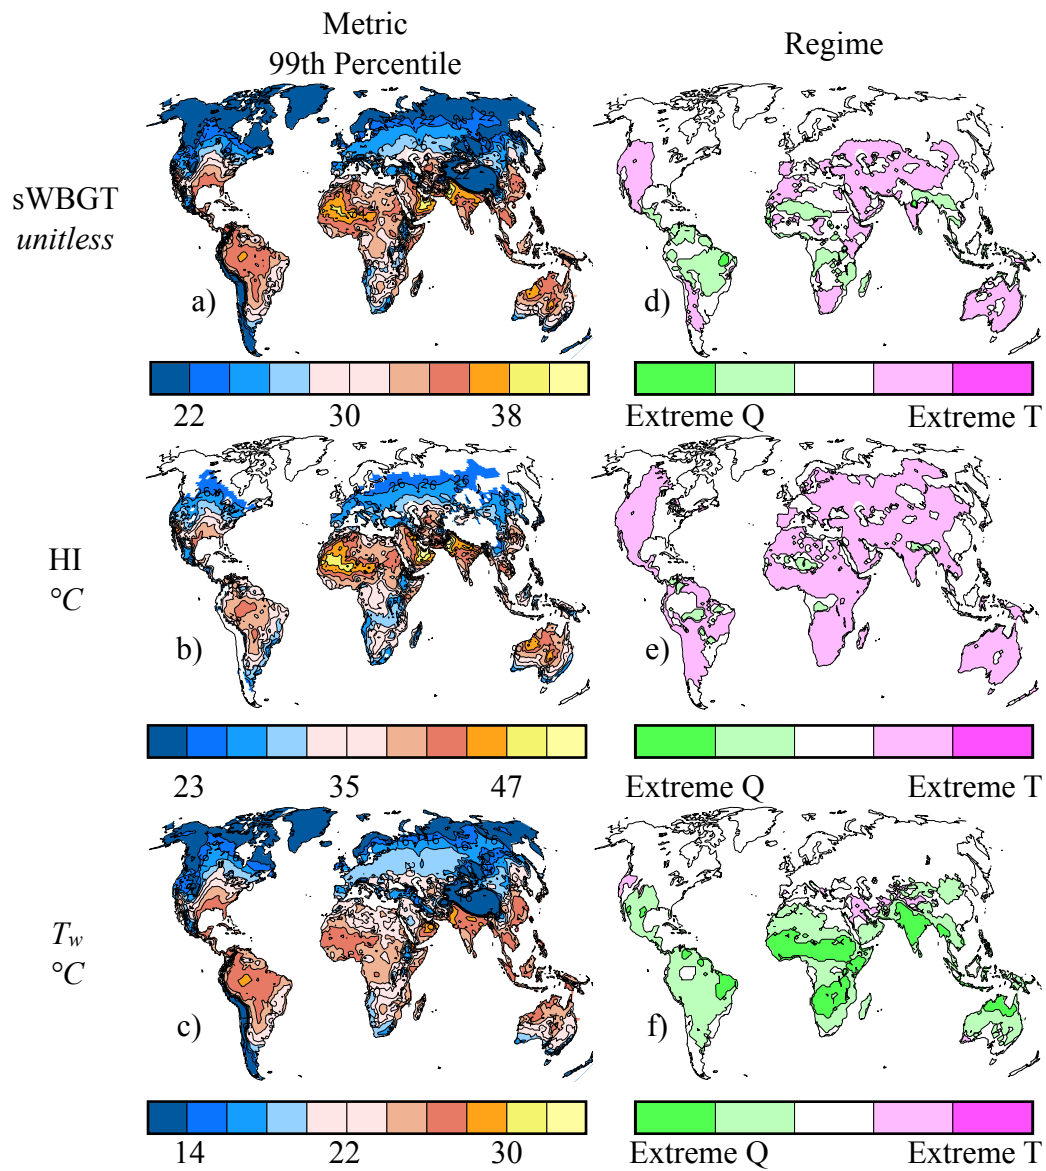 Metric
99th Percentile
Regime
sWBGT
unitless
a)
d)
22 30 38
Extreme Q Extreme T
HI
°C
b)
e)
23 35 47
Extreme Q Extreme T
T_w
°C
c)
f)
14 22 30
Extreme Q Extreme T